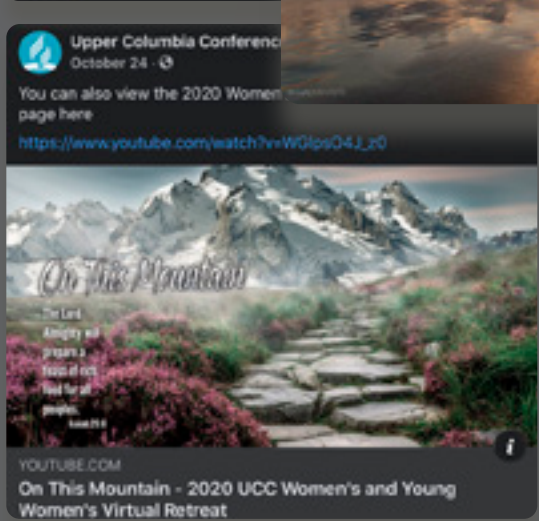 Upper Columbia Conferenc
October 24 ·
You can also view the 2020 Women
page here
https://www.youtube.com/watch?v=WGlpsO4J_z0
On This Mountain
The Lord
Almighty will
prepare a
feast of rich
food for all
peoples.
YOUTUBE.COM
On This Mountain - 2020 UCC Women's and Young
Women's Virtual Retreat